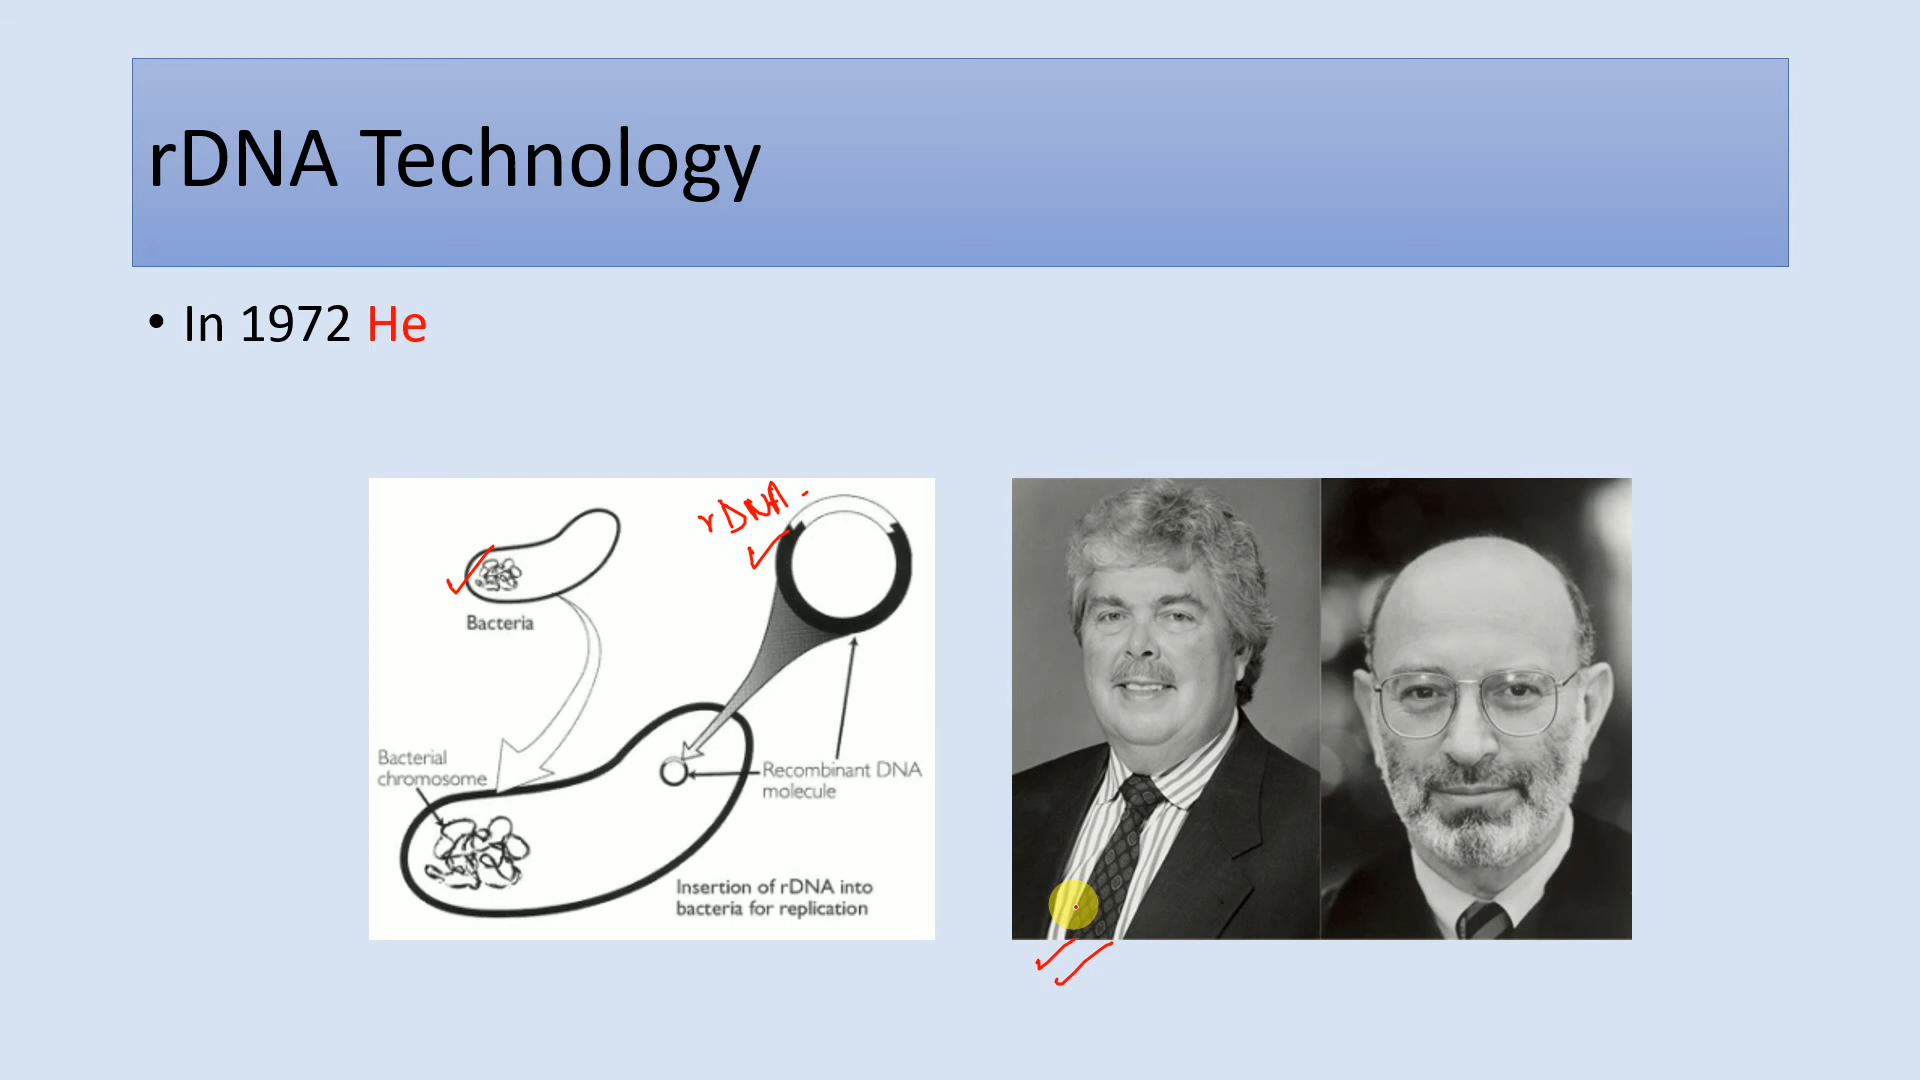 rDNA Technology
• In 1972 He
rDNA.
Bacteria
Bacterial
chromosome
Recombinant DNA
molecule
Insertion of rDNA into
bacteria for replication